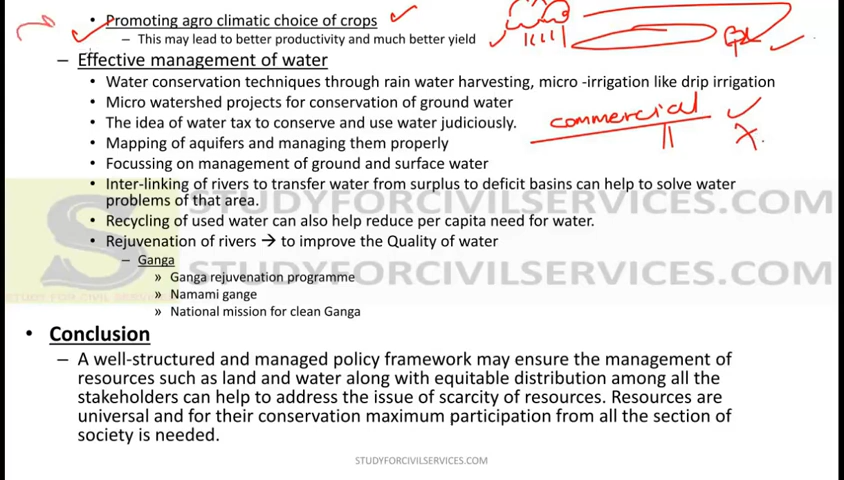 • Promoting agro climatic choice of crops
– This may lead to better productivity and much better yield
– Effective management of water
• Water conservation techniques through rain water harvesting, micro -irrigation like drip irrigation
• Micro watershed projects for conservation of ground water
commercial
• The idea of water tax to conserve and use water judiciously.
• Mapping of aquifers and managing them properly
• Focussing on management of ground and surface water
• Inter-linking of rivers to transfer water from surplus to deficit basins can help to solve water
problems of that area.
STUDYFORCIVILSERVICES.COM
• Recycling of used water can also help reduce per capita need for water.
• Rejuvenation of rivers → to improve the Quality of water
– Ganga
» Ganga rejuvenation programme
STUDYFORCIVILSERVICES.COM
» Namami gange
STUDY FOR CIVIL SERVICES
» National mission for clean Ganga
• Conclusion
– A well-structured and managed policy framework may ensure the management of
resources such as land and water along with equitable distribution among all the
stakeholders can help to address the issue of scarcity of resources. Resources are
universal and for their conservation maximum participation from all the section of
society is needed.
STUDYFORCIVILSERVICES.COM